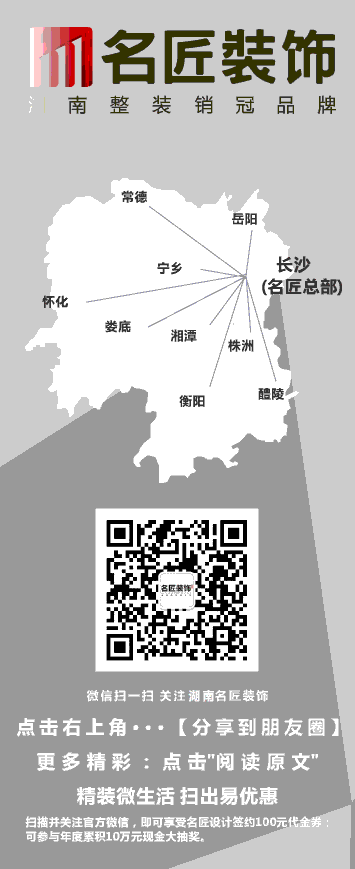 名匠装饰
湖南整装销冠品牌
常德
岳阳
宁乡
长沙
(名匠总部)
怀化
娄底
湘潭
株洲
衡阳
醴陵
名匠装饰
微信扫一扫 关注湖南名匠装饰
点击右上角···【分享到朋友圈】
更多精彩：点击"阅读原文"
精装微生活 扫出易优惠
扫描并关注官方微信，即可享受名匠设计签约100元代金券；
可参与年度累积10万元现金大抽奖。